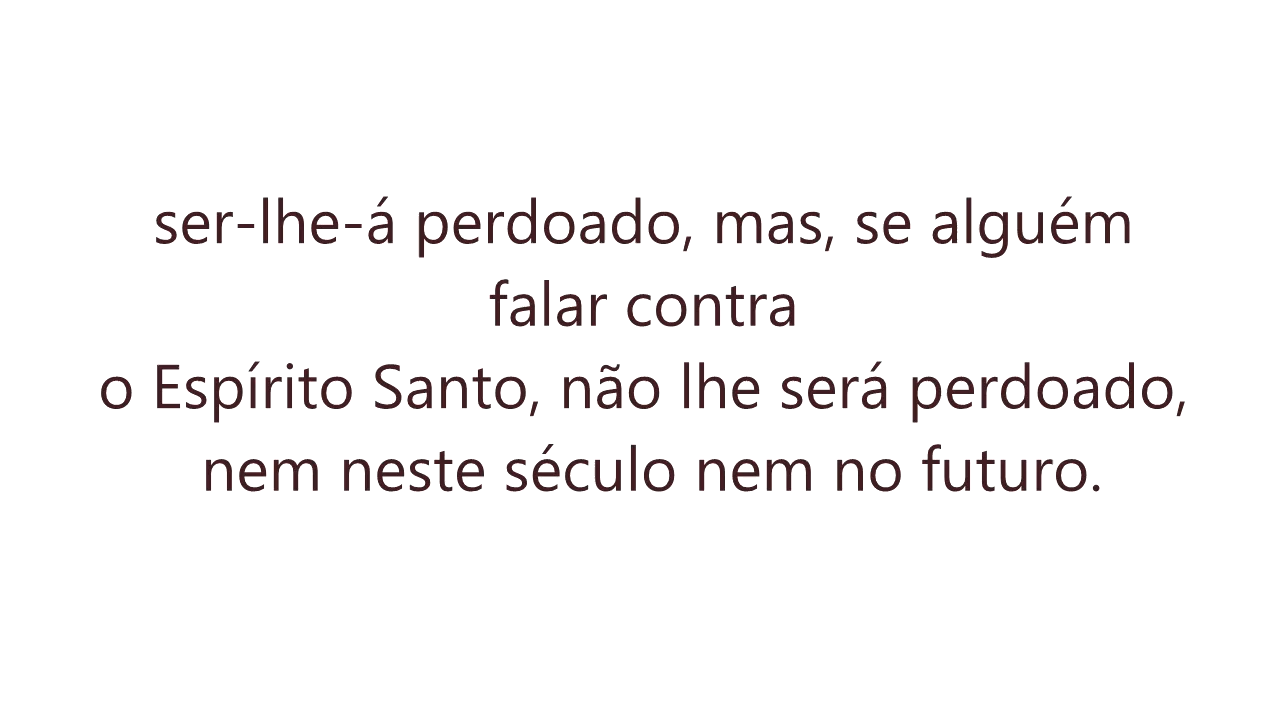 ser-lhe-á perdoado, mas, se alguém
falar contra
o Espírito Santo, não lhe será perdoado,
nem neste século nem no futuro.